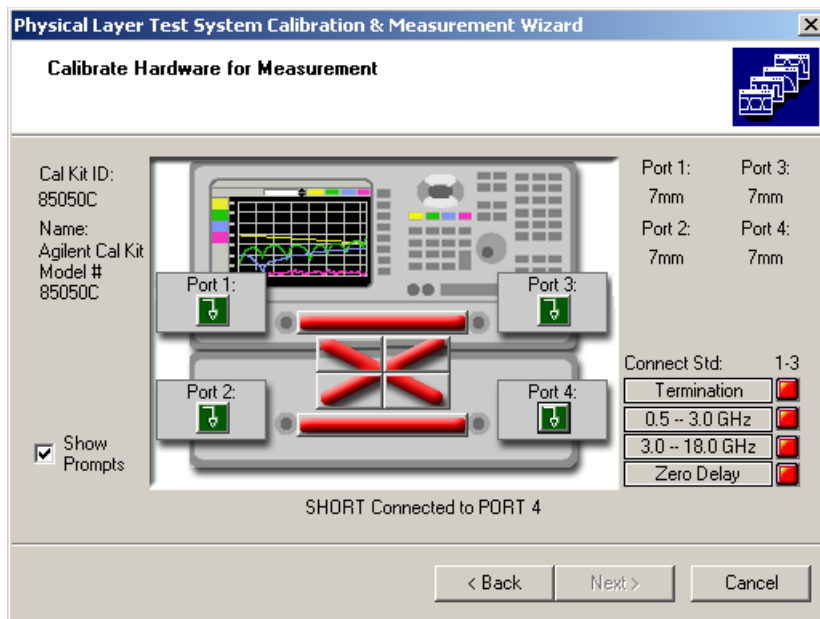 Physical Layer Test System Calibration & Measurement Wizard
Calibrate Hardware for Measurement
Cal Kit ID:
85050C
Name:
Agilent Cal Kit
Model #
85050C
Show
Prompts
Port 1:
Port 3:
Port 2:
Port 4:
SHORT Connected to PORT 4
Port 1: Port 3:
7mm 7mm
Port 2: Port 4:
7mm 7mm
Connect Std: 1-3
Termination
0.5 -- 3.0 GHz
3.0 -- 18.0 GHz
Zero Delay
< Back
Next >
Cancel